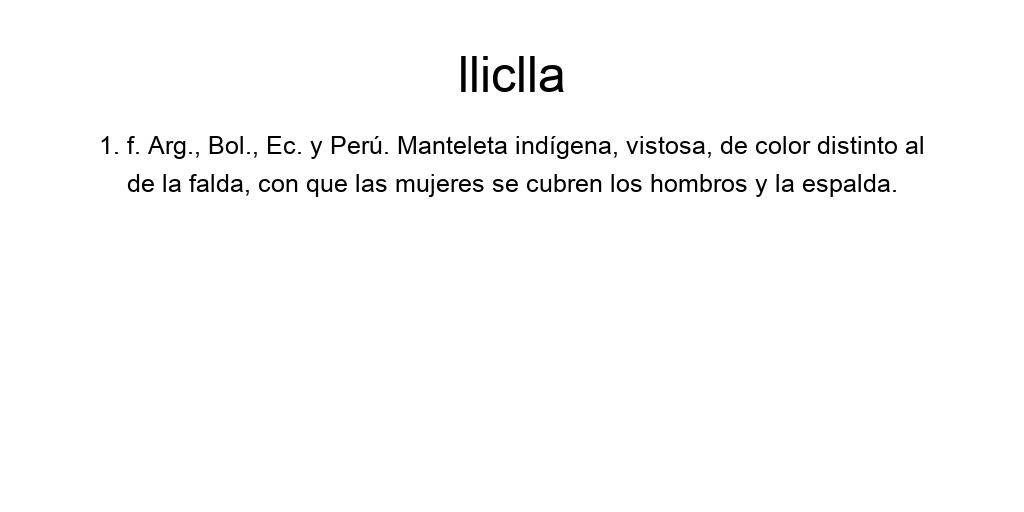 lliclla
1. f. Arg., Bol., Ec. y Perú. Manteleta indígena, vistosa, de color distinto al
de la falda, con que las mujeres se cubren los hombros y la espalda.